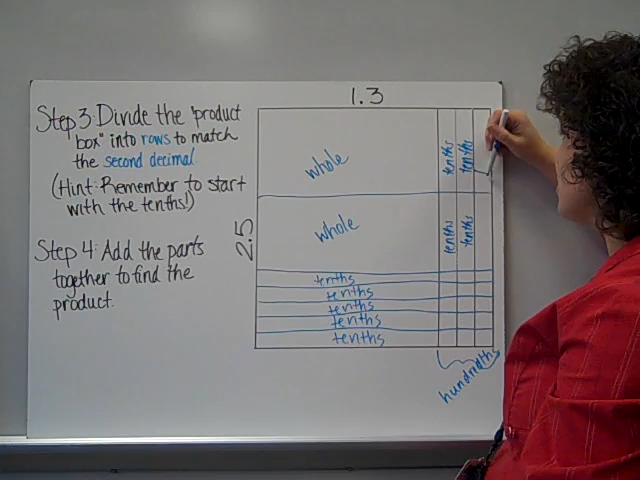 Step 3: Divide the "product
box" into rows to match
the second decimal.
(Hint: Remember to start
with the tenths!)
Step 4: Add the parts
together to find the
product.
1.3
2.5
whole
tenths
tenths
whole
tenths
tenths
tenths
tenths
tenths
tenths
tenths
hundredths